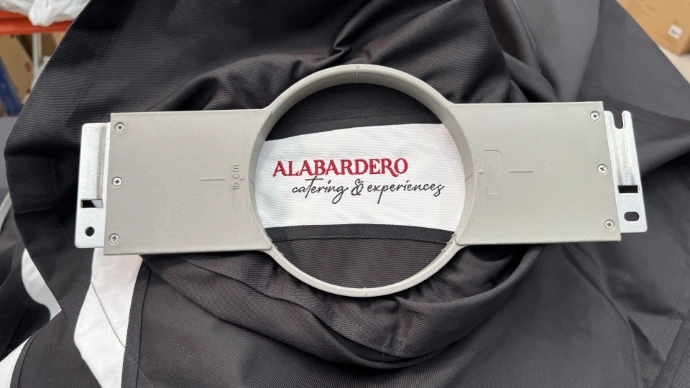 ALABARDERO
catering & experiences